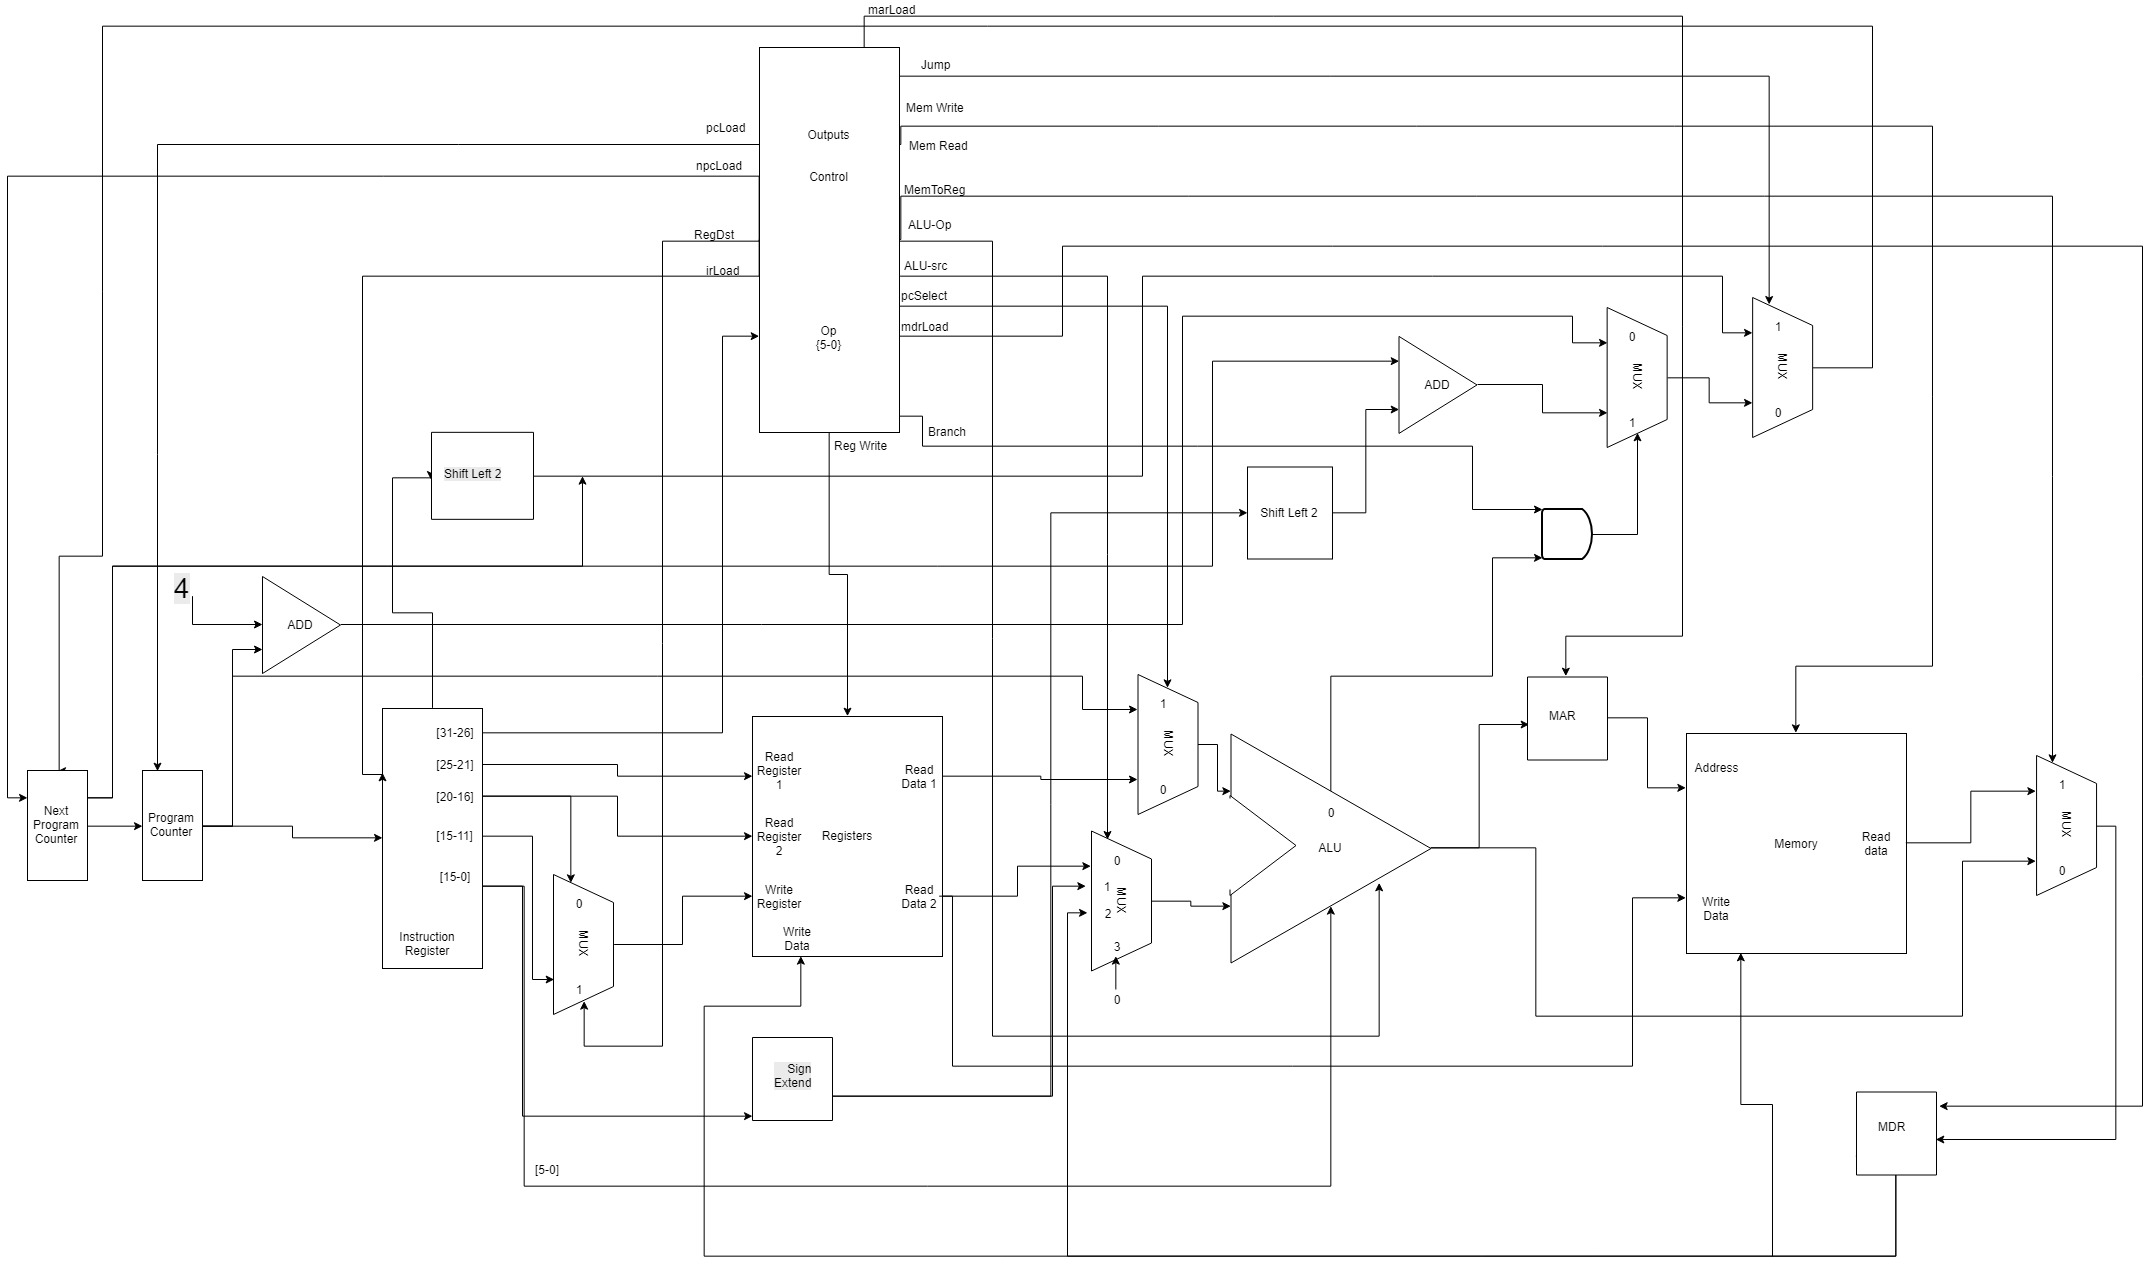 marLoad
Jump
Mem Write
pcLoad
Outputs
Mem Read
npcLoad
Control
MemToReg
ALU-Op
RegDst
ALU-src
irLoad
pcSelect
mdrLoad
Op
{5-0}
1
0
MUX
MUX
ADD
0
1
Branch
Reg Write
Shift Left 2
Shift Left 2
4
ADD
1
MUX
0
MAR
[31-26]
[25-21]
[20-16]
[15-11]
[15-0]
Instruction
Register
Read
Register
1
Read
Data 1
Read
Register
2
Registers
Write
Register
Read
Data 2
Write
Data
Next
Program
Counter
Program
Counter
0
MUX
1
0
1
MUX
2
3
0
0
ALU
Address
Memory
Read
data
Write
Data
1
MUX
0
Sign
Extend
MDR
[5-0]